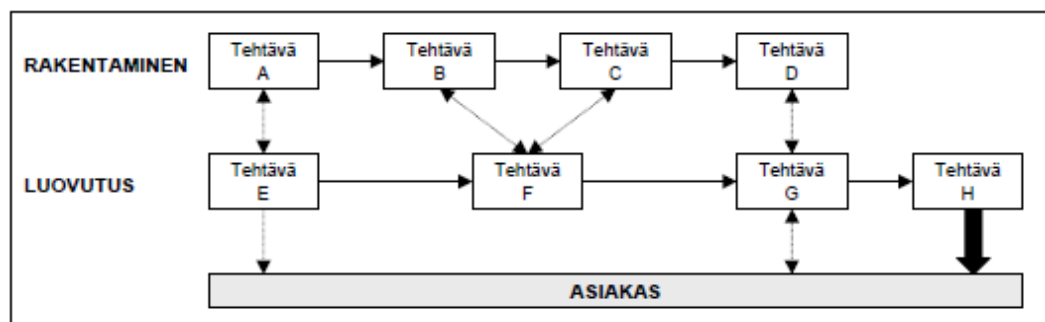 RAKENTAMINEN
Tehtävä
A
Tehtävä
B
Tehtävä
C
Tehtävä
D
LUOVUTUS
Tehtävä
E
Tehtävä
F
Tehtävä
G
Tehtävä
H
ASIAKAS